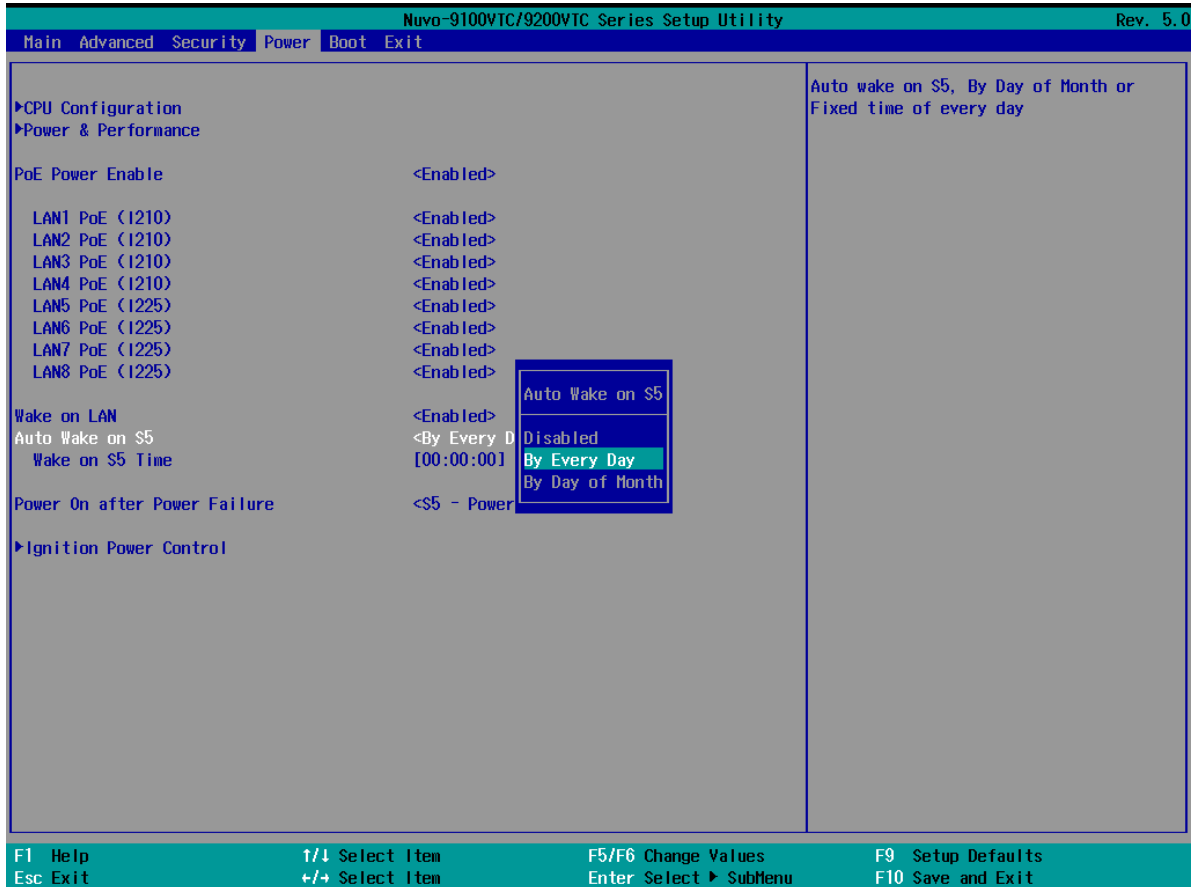 Nuvo-9100VTC/9200VTC Series Setup Utility Rev. 5.0
Main Advanced Security Power Boot Exit
Auto wake on S5, By Day of Month or
Fixed time of every day
▶CPU Configuration
▶Power & Performance
PoE Power Enable <Enabled>
LAN1 PoE (I210) <Enabled>
LAN2 PoE (I210) <Enabled>
LAN3 PoE (I210) <Enabled>
LAN4 PoE (I210) <Enabled>
LAN5 PoE (I225) <Enabled>
LAN6 PoE (I225) <Enabled>
LAN7 PoE (I225) <Enabled>
LAN8 PoE (I225) <Enabled>
Wake on LAN <Enabled>
Auto Wake on S5 <By Every D
Wake on S5 Time [00:00:00]
Power On after Power Failure <S5 - Power
▶Ignition Power Control
Auto Wake on S5
Disabled
By Every Day
By Day of Month
F1 Help ↑/↓ Select Item F5/F6 Change Values F9 Setup Defaults
Esc Exit ←/→ Select Item Enter Select ▶ SubMenu F10 Save and Exit